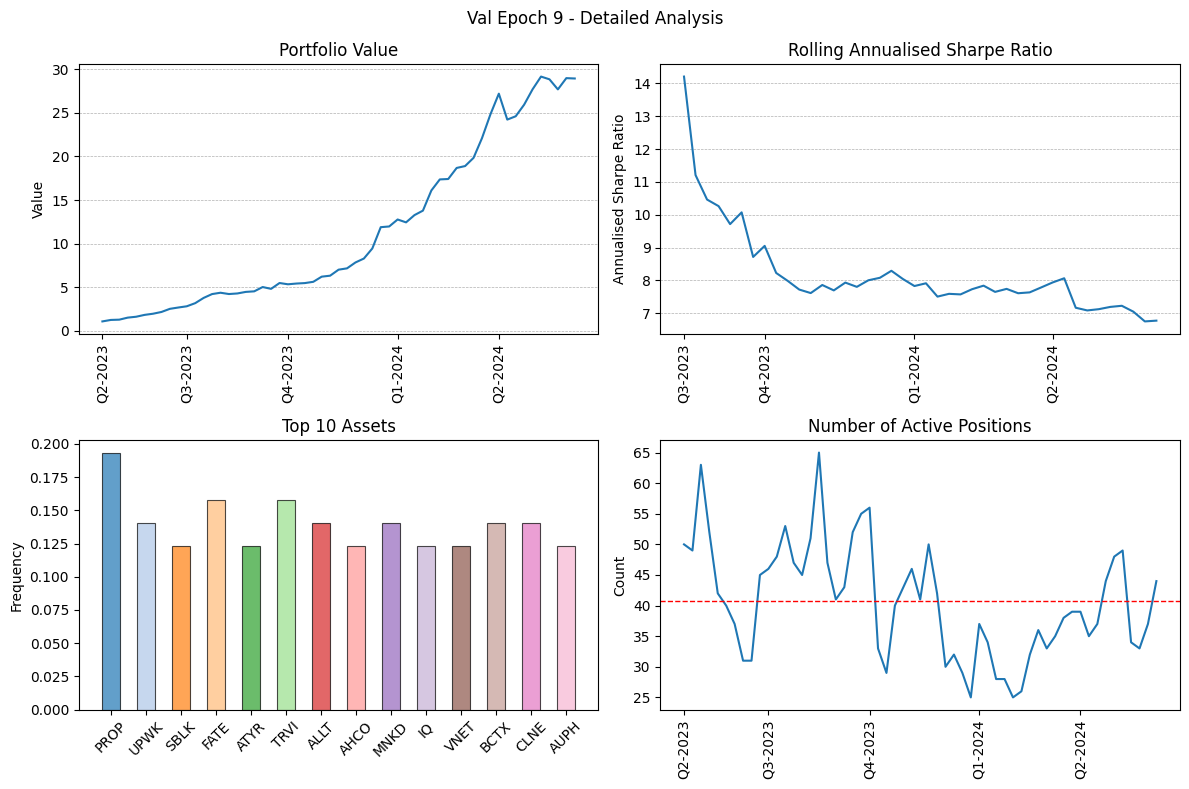 Val Epoch 9 - Detailed Analysis
Portfolio Value
Value
30
25
20
15
10
5
0
Q2-2023
Q3-2023
Q4-2023
Q1-2024
Q2-2024
Rolling Annualised Sharpe Ratio
Annualised Sharpe Ratio
14
13
12
11
10
9
8
7
Q3-2023
Q4-2023
Q1-2024
Q2-2024
Top 10 Assets
Frequency
0.200
0.175
0.150
0.125
0.100
0.075
0.050
0.025
0.000
PROP
UPWK
SBLK
FATE
ATYR
TRVI
ALLT
AHCO
MNKD
IQ
VNET
BCTX
CLNE
AUPH
Number of Active Positions
Count
65
60
55
50
45
40
35
30
25
Q2-2023
Q3-2023
Q4-2023
Q1-2024
Q2-2024